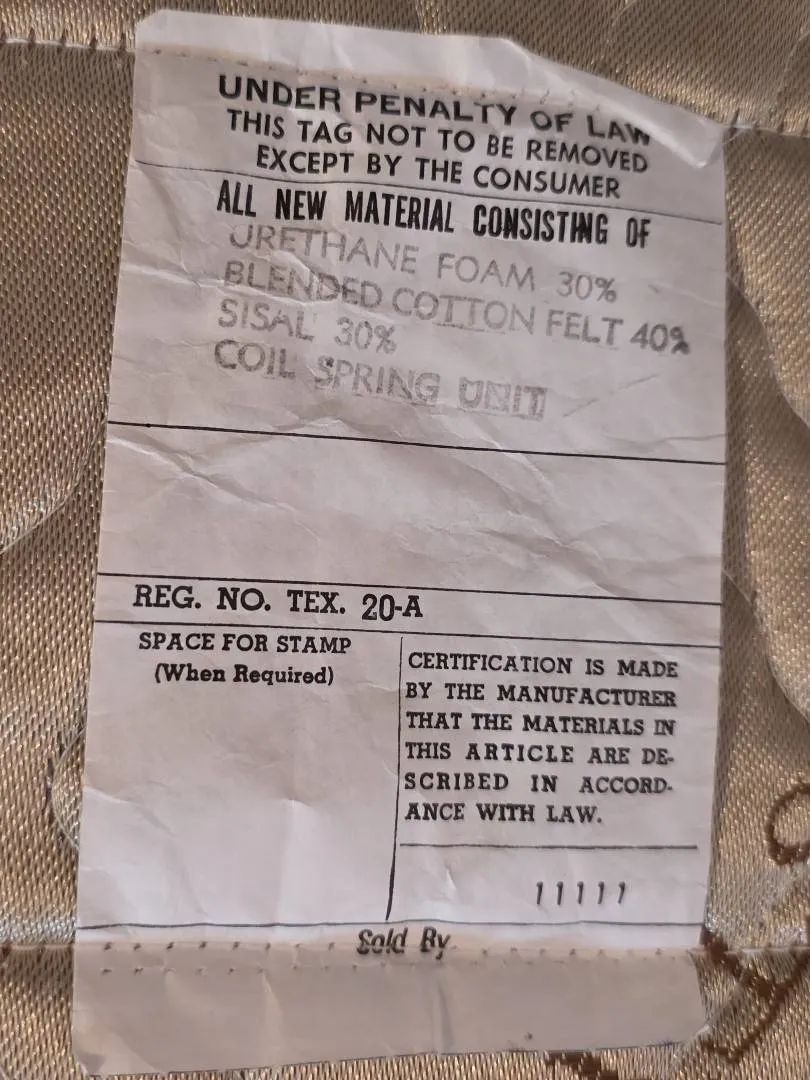 UNDER PENALTY OF LAW
THIS TAG NOT TO BE REMOVED
EXCEPT BY THE CONSUMER
ALL NEW MATERIAL CONSISTING OF
URETHANE FOAM 30%
BLENDED COTTON FELT 40%
SISAL 30%
COIL SPRING UNIT
REG. NO. TEX. 20-A
SPACE FOR STAMP
(When Required)
CERTIFICATION IS MADE
BY THE MANUFACTURER
THAT THE MATERIALS IN
THIS ARTICLE ARE DE-
SCRIBED IN ACCORD-
ANCE WITH LAW.
11111
Sold By